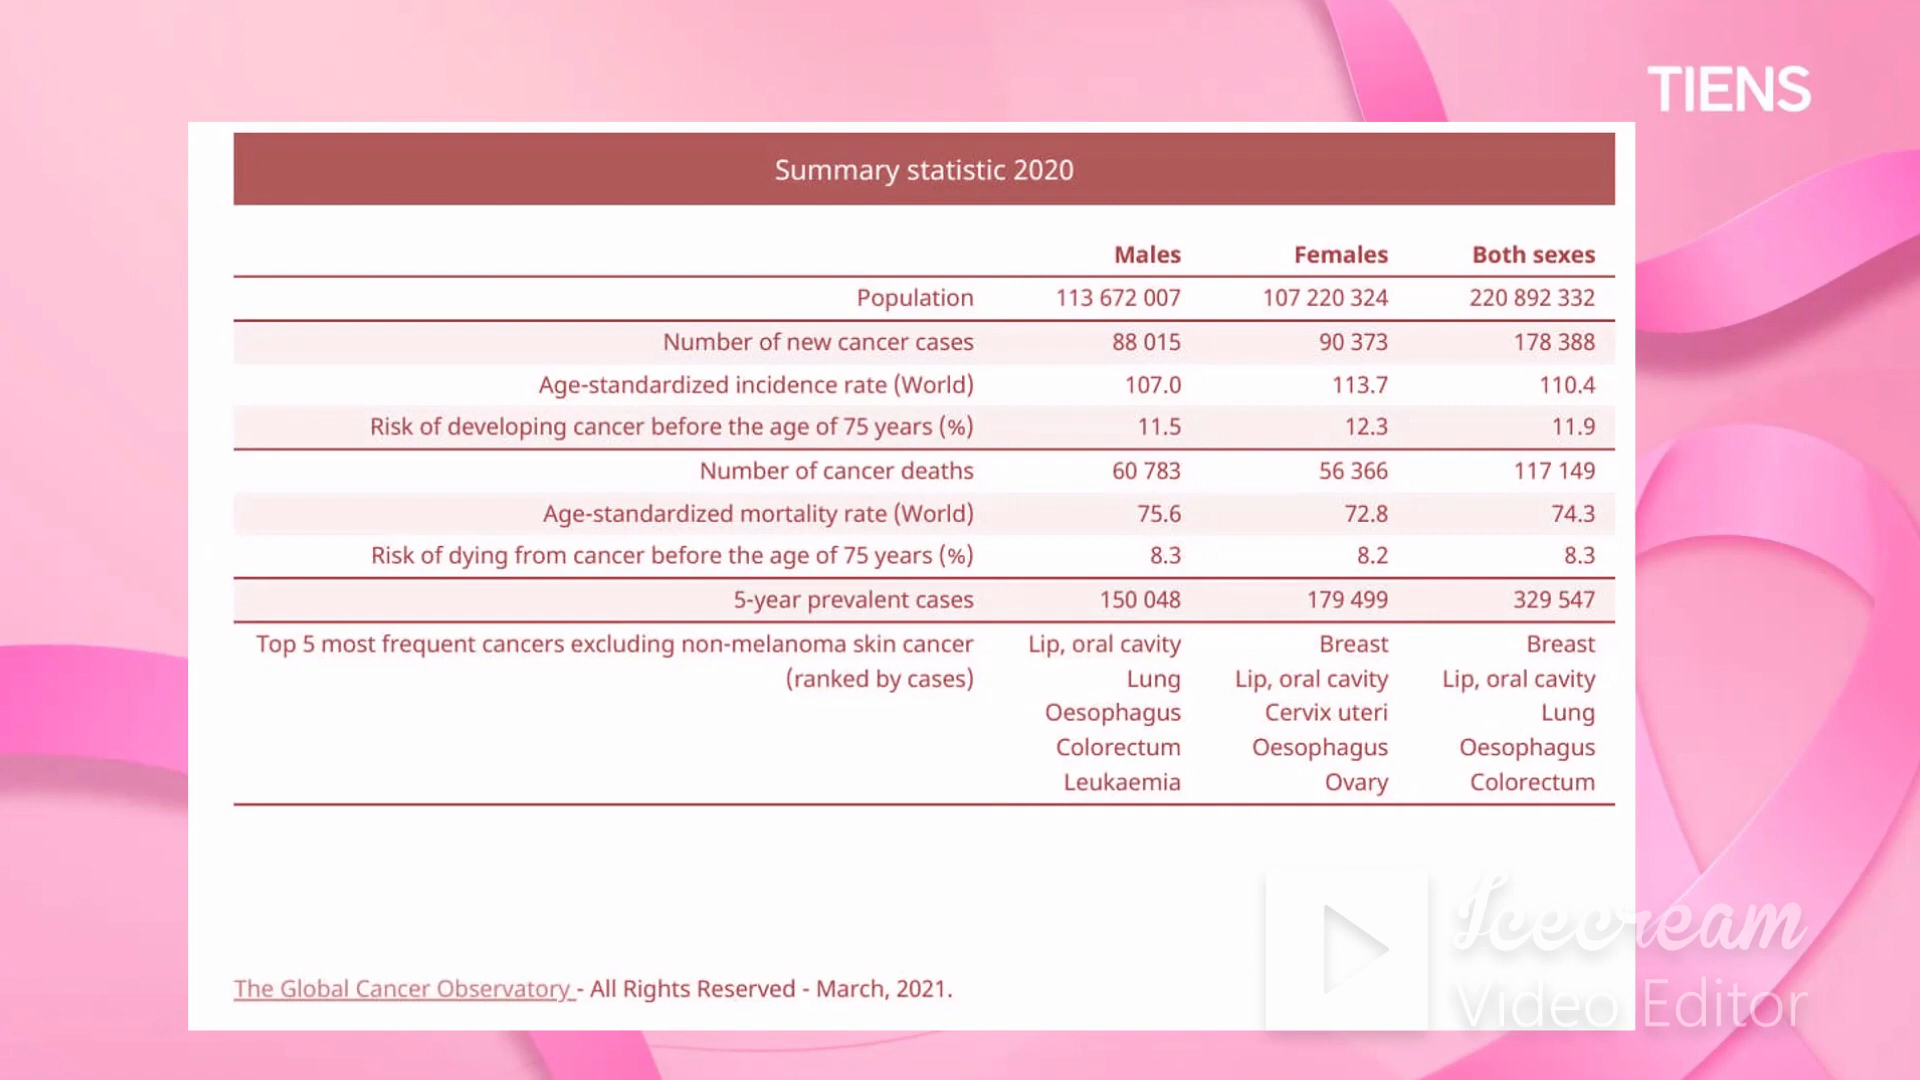 TIENS
Summary statistic 2020
Males Females Both sexes
Population 113 672 007 107 220 324 220 892 332
Number of new cancer cases 88 015 90 373 178 388
Age-standardized incidence rate (World) 107.0 113.7 110.4
Risk of developing cancer before the age of 75 years (%) 11.5 12.3 11.9
Number of cancer deaths 60 783 56 366 117 149
Age-standardized mortality rate (World) 75.6 72.8 74.3
Risk of dying from cancer before the age of 75 years (%) 8.3 8.2 8.3
5-year prevalent cases 150 048 179 499 329 547
Top 5 most frequent cancers excluding non-melanoma skin cancer Lip, oral cavity Breast Breast
(ranked by cases) Lung Lip, oral cavity Lip, oral cavity
Oesophagus Cervix uteri Lung
Colorectum Oesophagus Oesophagus
Leukaemia Ovary Colorectum
Icecream
Video Editor
The Global Cancer Observatory - All Rights Reserved - March, 2021.